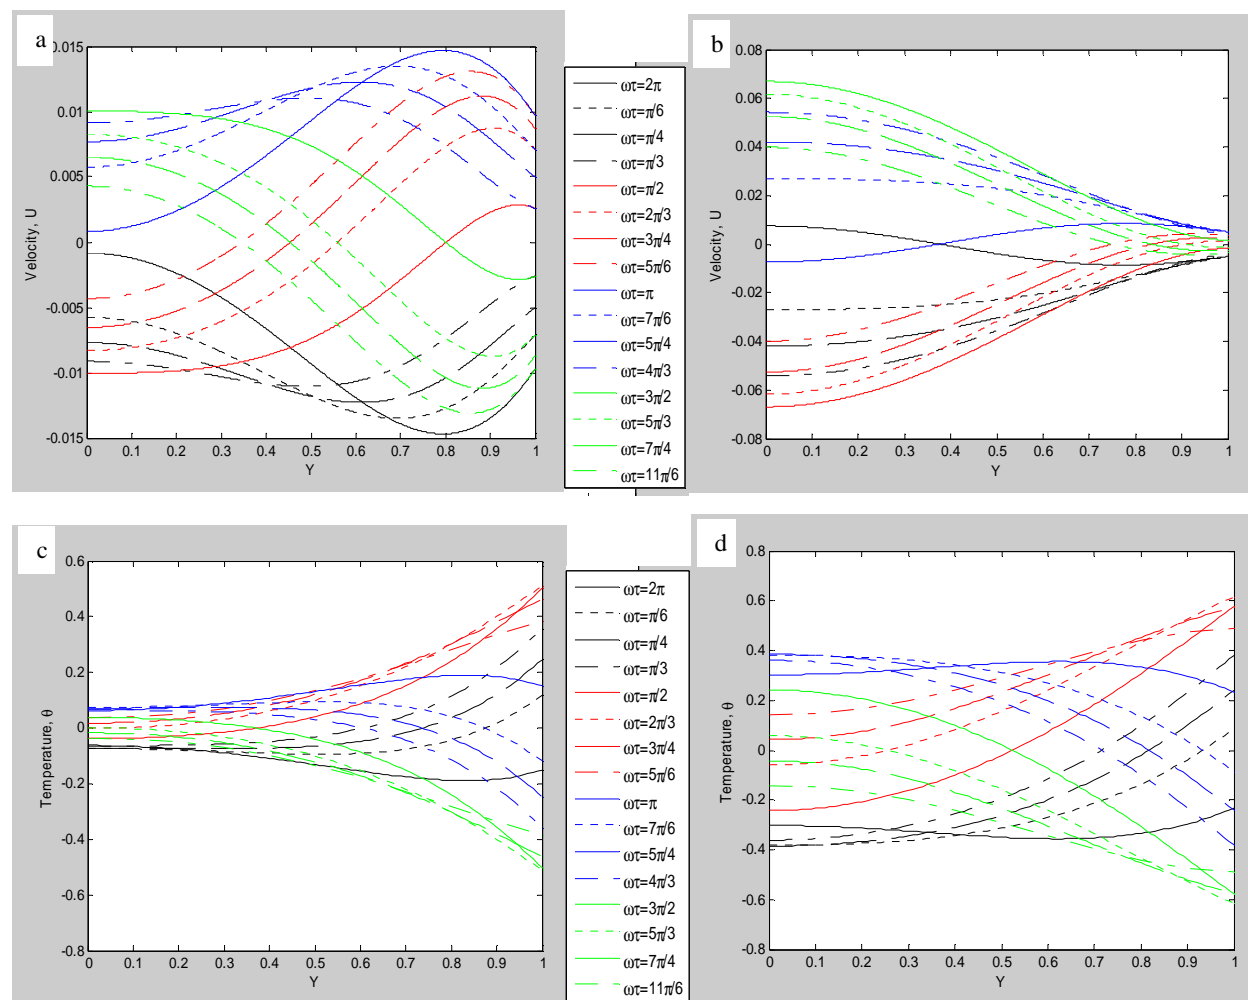 a
0.015
0.01
0.005
0
-0.005
-0.01
-0.015
Velocity, U
0 0.1 0.2 0.3 0.4 0.5 0.6 0.7 0.8 0.9 1
Y
ωτ=2π
ωτ=π/6
ωτ=π/4
ωτ=π/3
ωτ=π/2
ωτ=2π/3
ωτ=3π/4
ωτ=5π/6
ωτ=π
ωτ=7π/6
ωτ=5π/4
ωτ=4π/3
ωτ=3π/2
ωτ=5π/3
ωτ=7π/4
ωτ=11π/6
b
0.08
0.06
0.04
0.02
0
-0.02
-0.04
-0.06
-0.08
Velocity, U
0 0.1 0.2 0.3 0.4 0.5 0.6 0.7 0.8 0.9 1
Y
c
0.6
0.4
0.2
0
-0.2
-0.4
-0.6
-0.8
Temperature, θ
0 0.1 0.2 0.3 0.4 0.5 0.6 0.7 0.8 0.9 1
Y
ωτ=2π
ωτ=π/6
ωτ=π/4
ωτ=π/3
ωτ=π/2
ωτ=2π/3
ωτ=3π/4
ωτ=5π/6
ωτ=π
ωτ=7π/6
ωτ=5π/4
ωτ=4π/3
ωτ=3π/2
ωτ=5π/3
ωτ=7π/4
ωτ=11π/6
d
0.8
0.6
0.4
0.2
0
-0.2
-0.4
-0.6
-0.8
Temperature, θ
0 0.1 0.2 0.3 0.4 0.5 0.6 0.7 0.8 0.9 1
Y